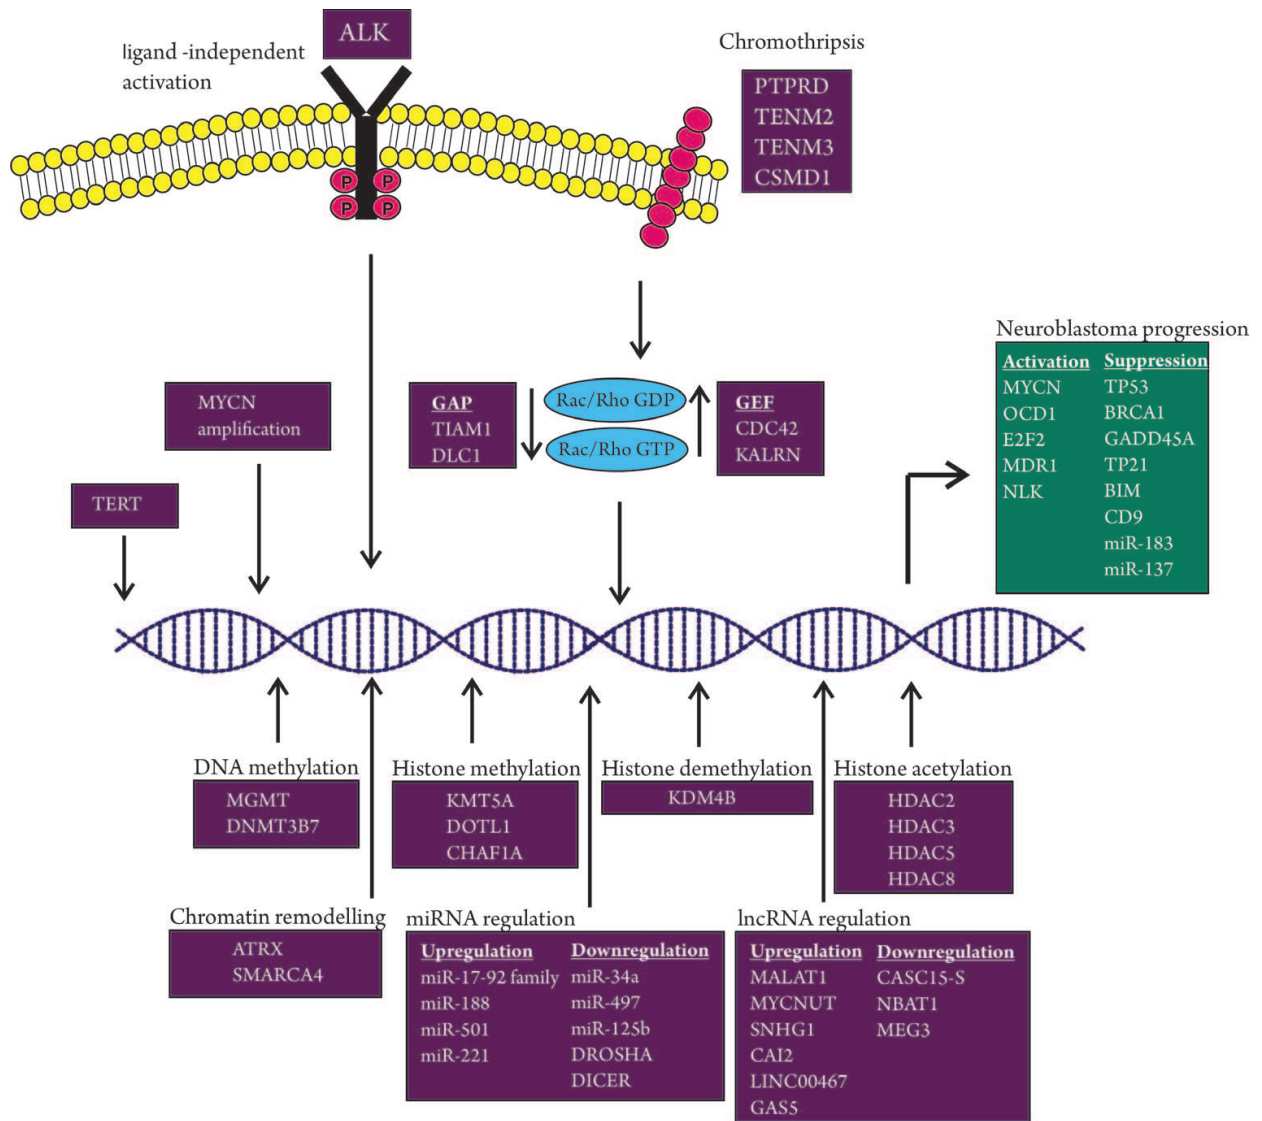 ALK
ligand -independent
activation
Chromothripsis
PTPRD
TENM2
TENM3
CSMD1
P P
P P
Neuroblastoma progression
Activation Suppression
MYCN TP53
OCD1 BRCA1
E2F2 GADD45A
MDR1 TP21
NLK BIM
CD9
miR-183
miR-137
MYCN
amplification
GAP
TIAM1
DLC1
Rac/Rho GDP
Rac/Rho GTP
GEF
CDC42
KALRN
TERT
DNA methylation
MGMT
DNMT3B7
Histone methylation
KMT5A
DOTL1
CHAF1A
Histone demethylation
KDM4B
Histone acetylation
HDAC2
HDAC3
HDAC5
HDAC8
Chromatin remodelling
ATRX
SMARCA4
miRNA regulation
Upregulation Downregulation
miR-17-92 family miR-34a
miR-188 miR-497
miR-501 miR-125b
miR-221 DROSHA
DICER
lncRNA regulation
Upregulation Downregulation
MALAT1 CASC15-S
MYCNUT NBAT1
SNHG1 MEG3
CAI2
LINC00467
GAS5